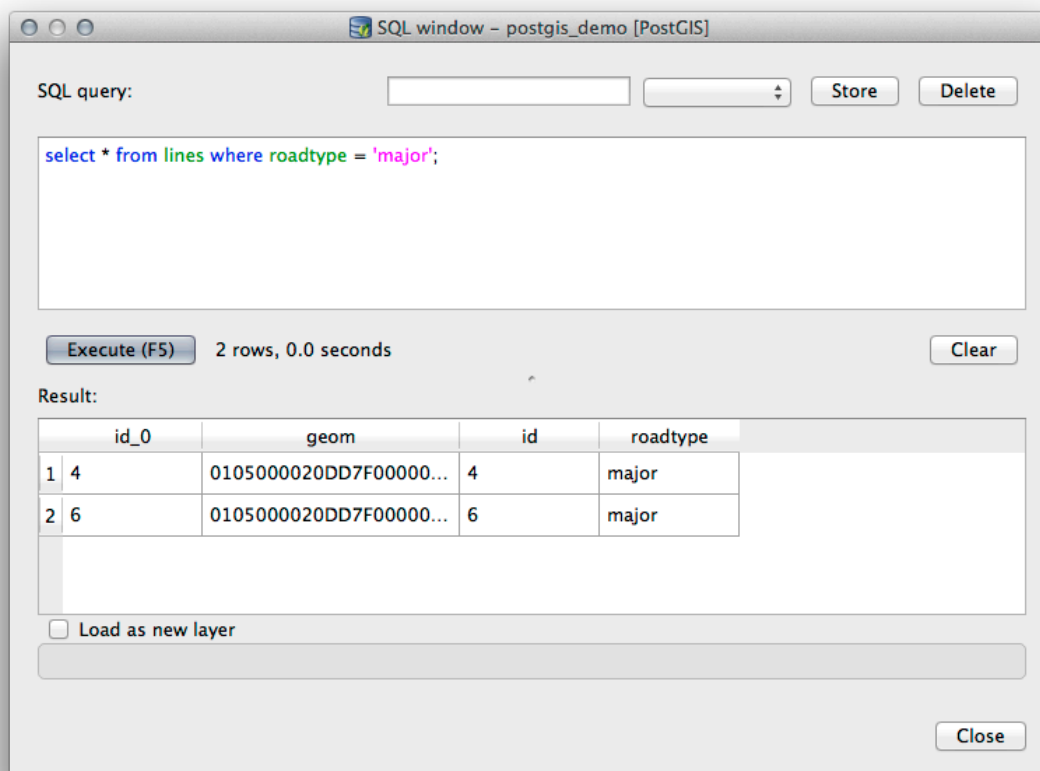 SQL window – postgis_demo [PostGIS]
SQL query: Store Delete
select * from lines where roadtype = 'major';
Execute (F5) 2 rows, 0.0 seconds Clear
Result:
id_0 geom id roadtype
1 4 0105000020DD7F00000... 4 major
2 6 0105000020DD7F00000... 6 major
Load as new layer
Close